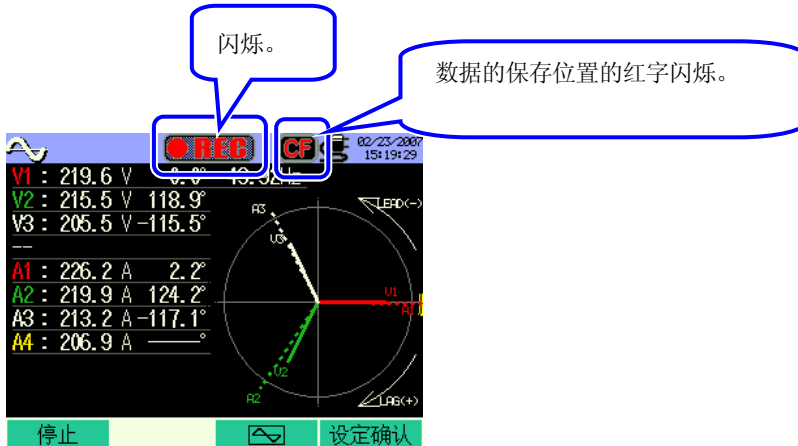 闪烁。
数据的保存位置的红字闪烁。
REC CF 02/23/2007
15:19:29
V1 : 219.6 V 0.0°
V2 : 215.5 V 118.9°
V3 : 205.5 V -115.5°
--
A1 : 226.2 A 2.2°
A2 : 219.9 A 124.2°
A3 : 213.2 A -117.1°
A4 : 206.9 A ——°
LEAD(-)
A3
V3
V1
A1
V2
A2
LAG(+)
停止
设定确认